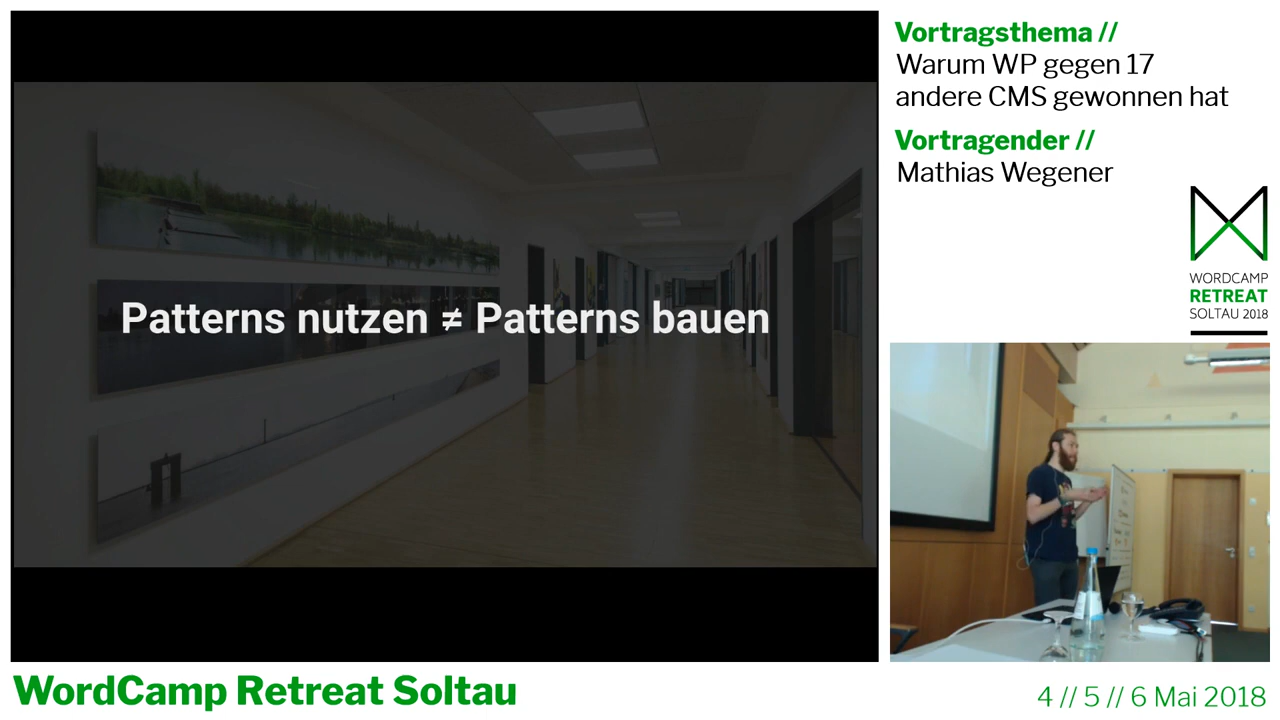 Patterns nutzen ≠ Patterns bauen
Vortragsthema //
Warum WP gegen 17
andere CMS gewonnen hat
Vortragender //
Mathias Wegener
WORDCAMP
RETREAT
SOLTAU 2018
WordCamp Retreat Soltau
4 // 5 // 6 Mai 2018